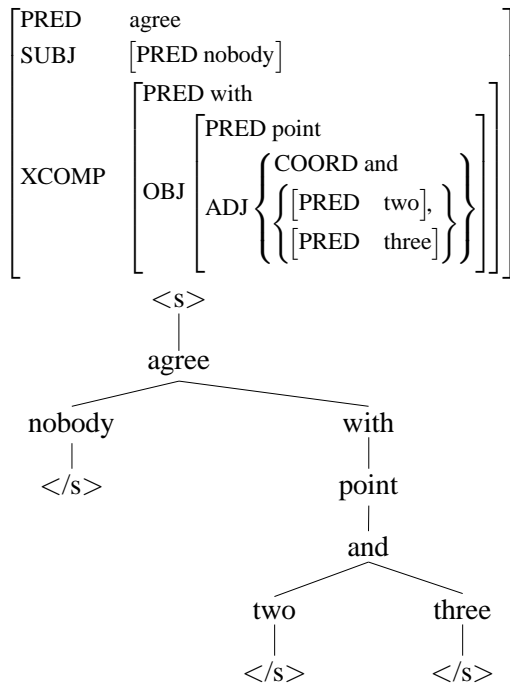 PRED agree
SUBJ [PRED nobody]
PRED with
PRED point
COORD and
XCOMP OBJ ADJ [PRED two],
[PRED three]
<s>
agree
nobody with
</s> point
and
two three
</s> </s>